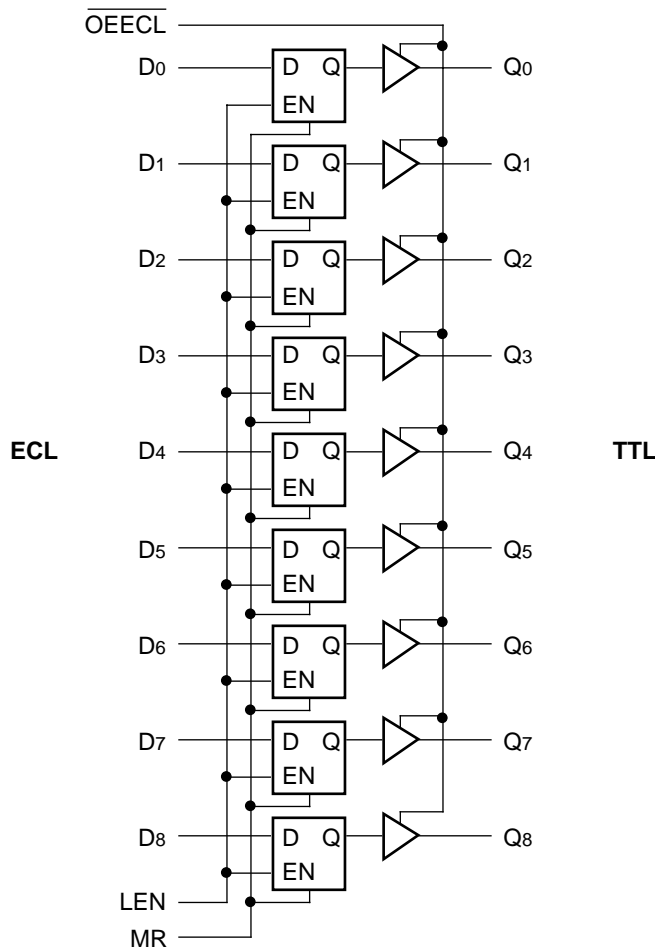 OEECL
D0 D Q Q0
EN
D1 D Q Q1
EN
D2 D Q Q2
EN
D3 D Q Q3
EN
ECL D4 D Q Q4 TTL
EN
D5 D Q Q5
EN
D6 D Q Q6
EN
D7 D Q Q7
EN
D8 D Q Q8
EN
LEN
MR